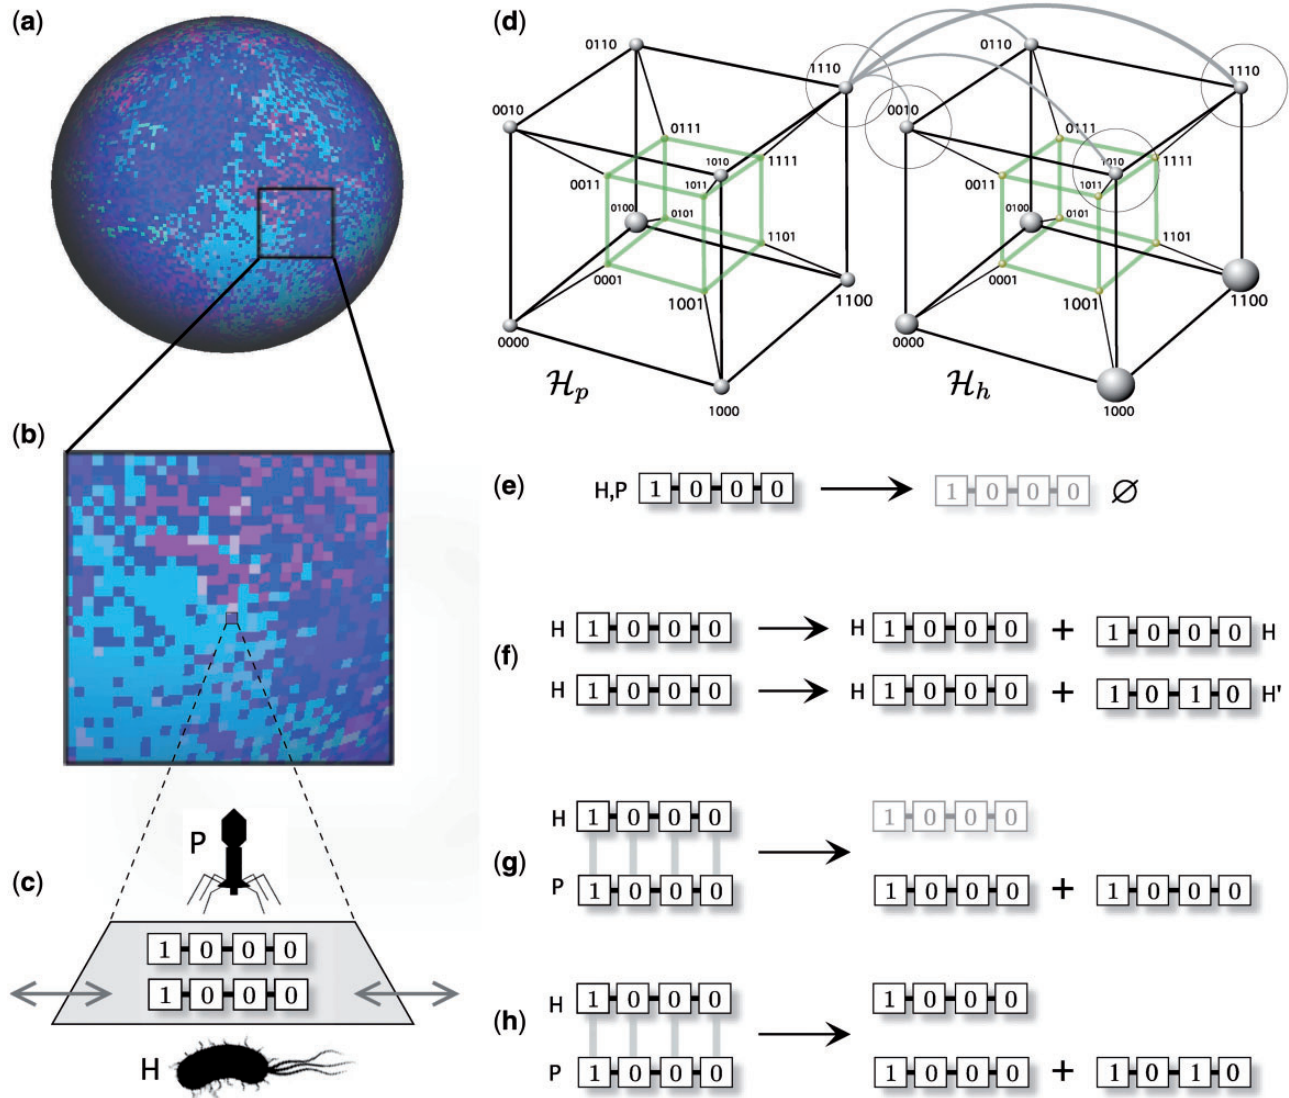 (a)
(b)
P
(c)
1 0 0 0
1 0 0 0
H
(d)
0110
1110
0010
0111
1010
1111
0011
1011
0100
0101
1101
0001
1001
1100
0000
1000
ℋp
0110
1110
0010
0111
1010
1111
0011
1011
0100
0101
1101
0001
1001
1100
0000
1000
ℋh
(e)
H,P 1 0 0 0 → 1 0 0 0 ∅
(f)
H 1 0 0 0 → H 1 0 0 0 + 1 0 0 0 H
H 1 0 0 0 → H 1 0 0 0 + 1 0 1 0 H'
(g)
H 1 0 0 0 → 1 0 0 0
P 1 0 0 0 1 0 0 0 + 1 0 0 0
(h)
H 1 0 0 0 → 1 0 0 0
P 1 0 0 0 1 0 0 0 + 1 0 1 0